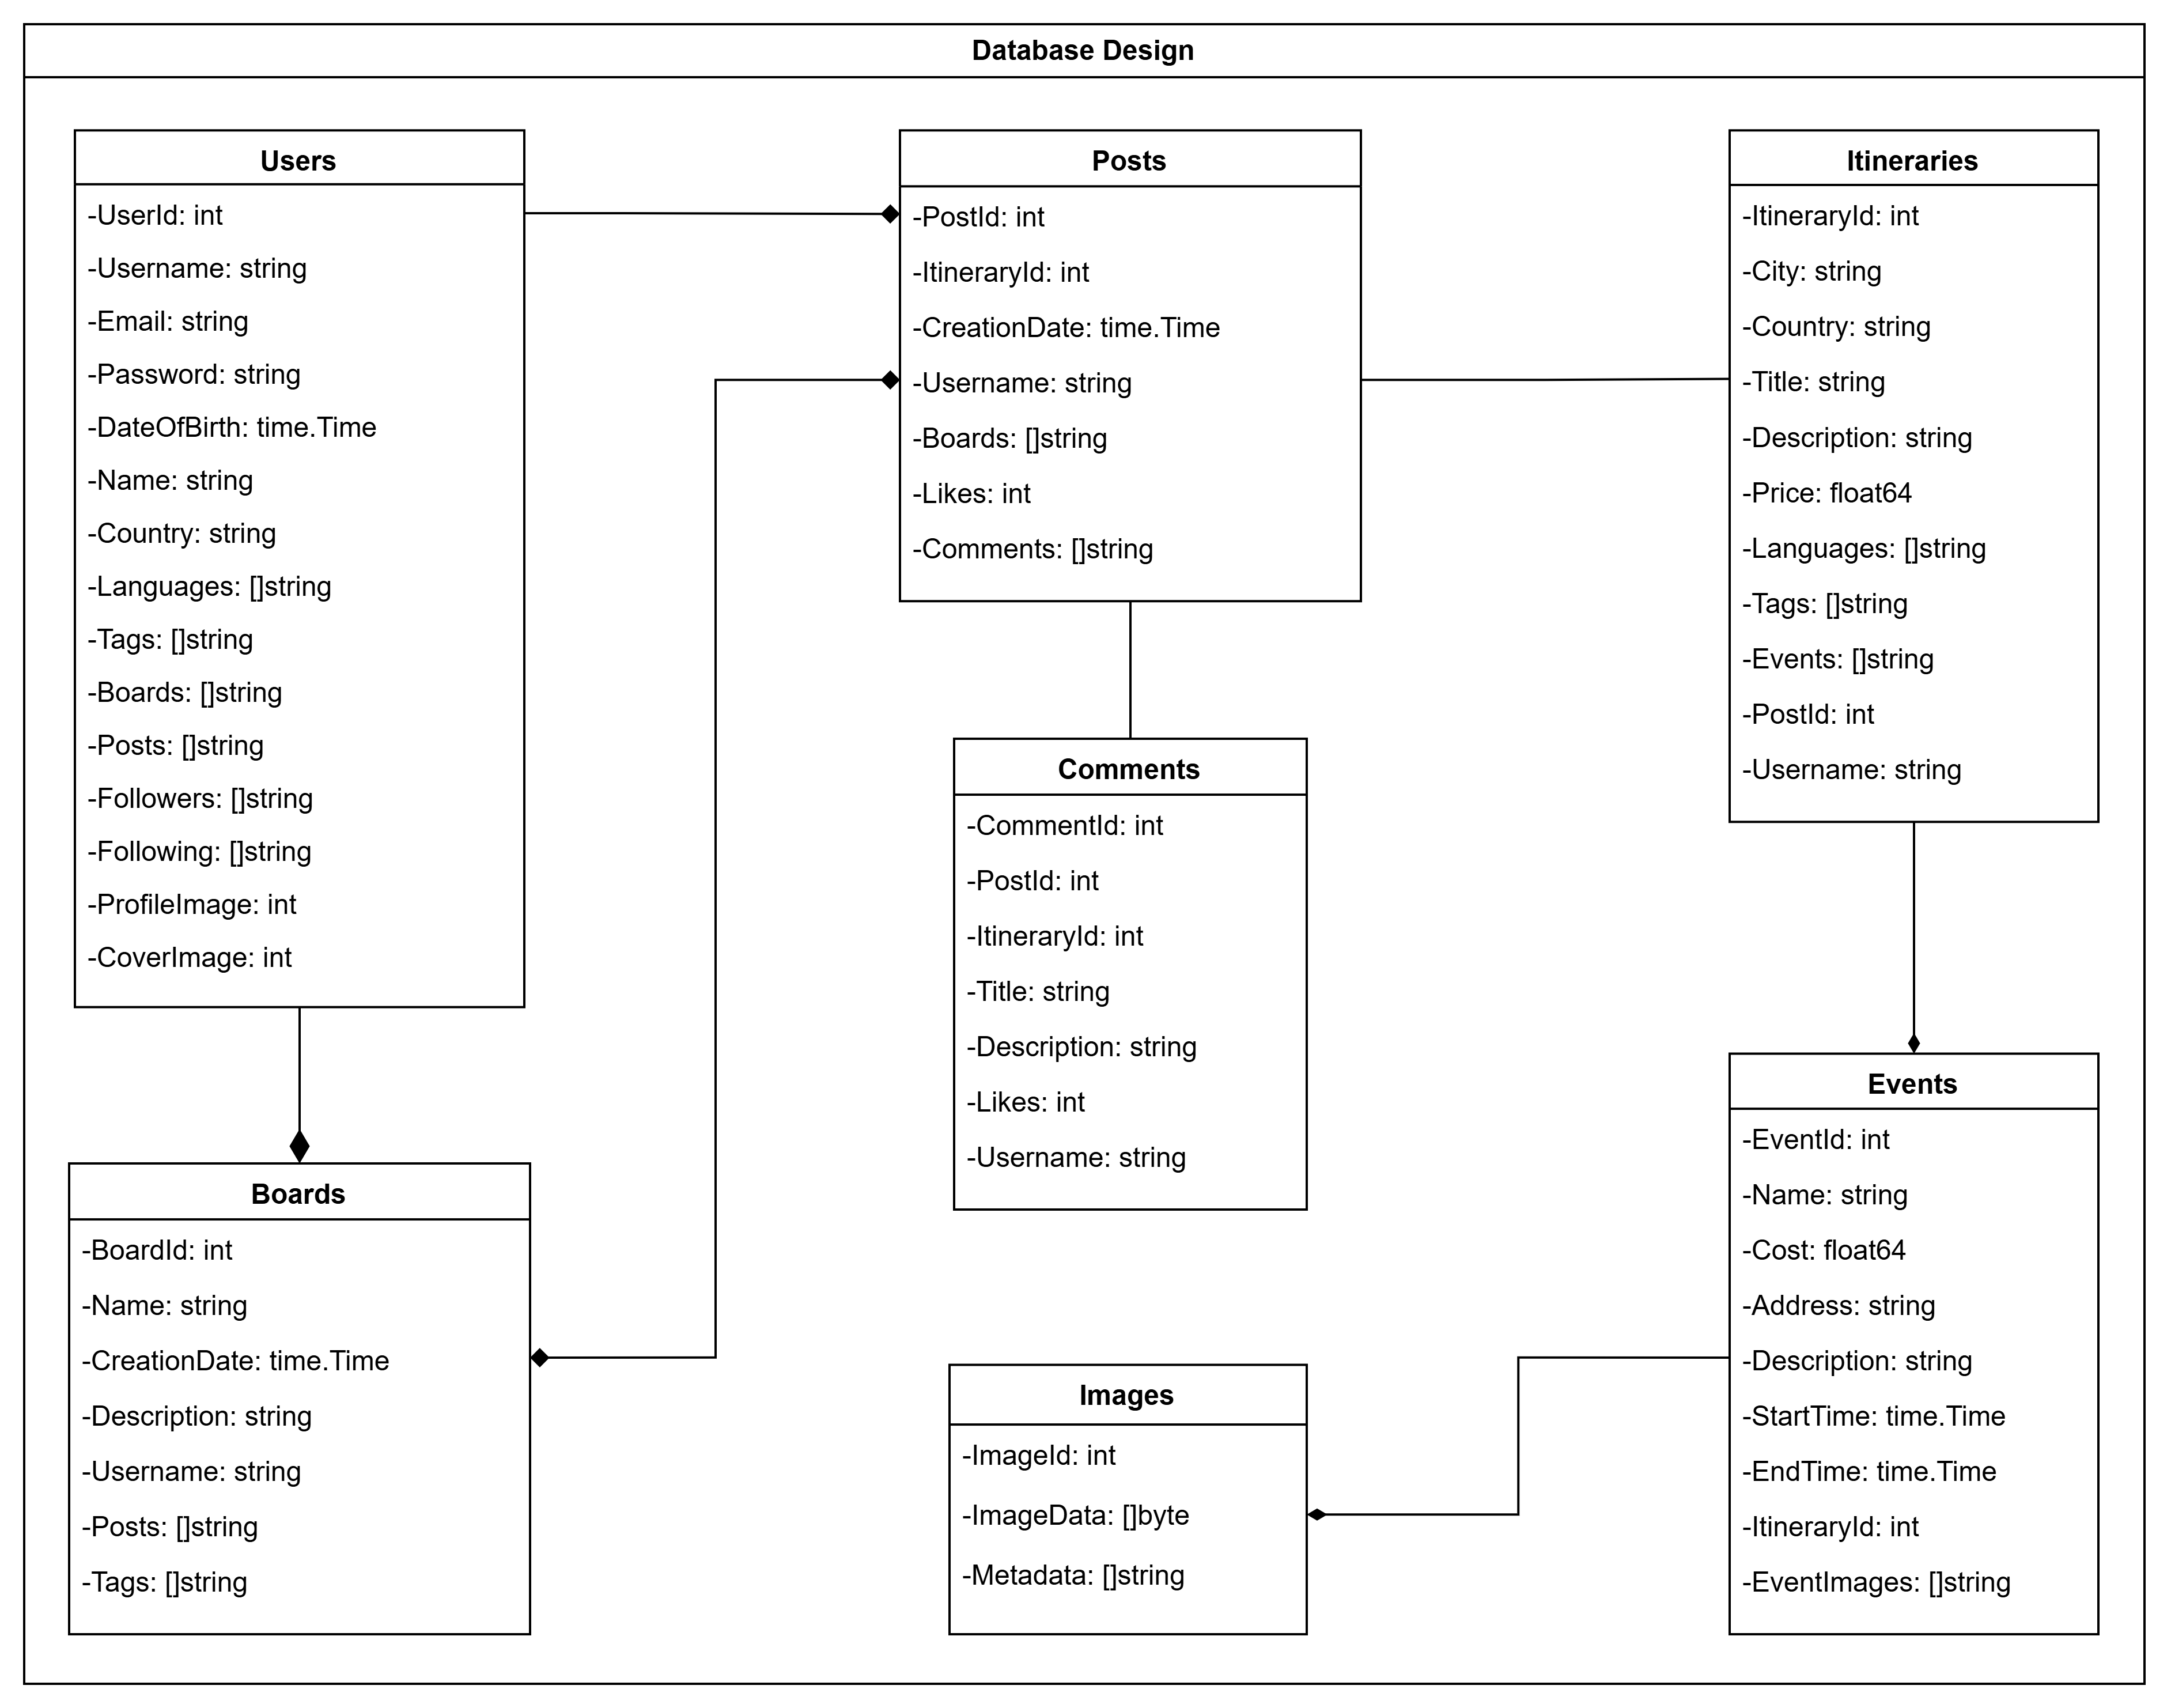 Database Design
Users
-UserId: int
-Username: string
-Email: string
-Password: string
-DateOfBirth: time.Time
-Name: string
-Country: string
-Languages: []string
-Tags: []string
-Boards: []string
-Posts: []string
-Followers: []string
-Following: []string
-ProfileImage: int
-CoverImage: int
Posts
-PostId: int
-ItineraryId: int
-CreationDate: time.Time
-Username: string
-Boards: []string
-Likes: int
-Comments: []string
Itineraries
-ItineraryId: int
-City: string
-Country: string
-Title: string
-Description: string
-Price: float64
-Languages: []string
-Tags: []string
-Events: []string
-PostId: int
-Username: string
Comments
-CommentId: int
-PostId: int
-ItineraryId: int
-Title: string
-Description: string
-Likes: int
-Username: string
Boards
-BoardId: int
-Name: string
-CreationDate: time.Time
-Description: string
-Username: string
-Posts: []string
-Tags: []string
Images
-ImageId: int
-ImageData: []byte
-Metadata: []string
Events
-EventId: int
-Name: string
-Cost: float64
-Address: string
-Description: string
-StartTime: time.Time
-EndTime: time.Time
-ItineraryId: int
-EventImages: []string